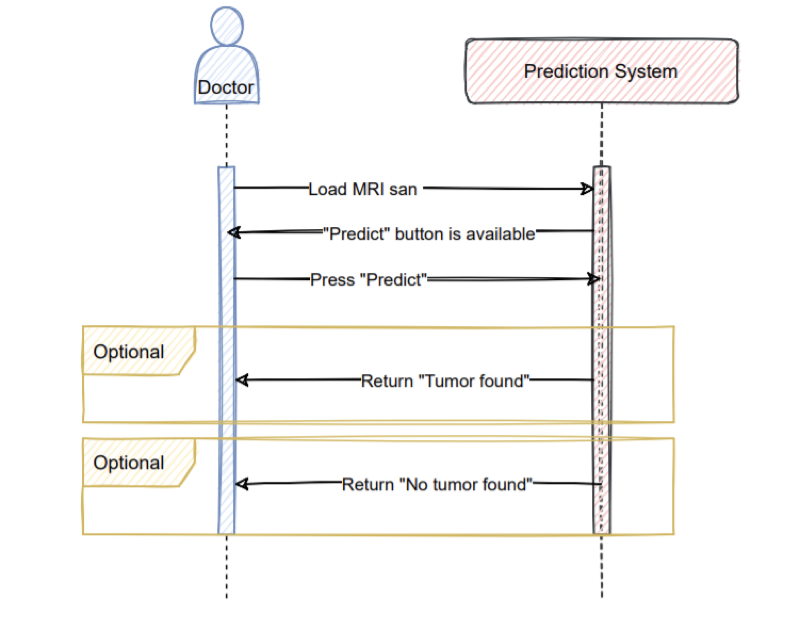 Doctor
Prediction System
Load MRI san
"Predict" button is available
Press "Predict"
Optional
Return "Tumor found"
Optional
Return "No tumor found"